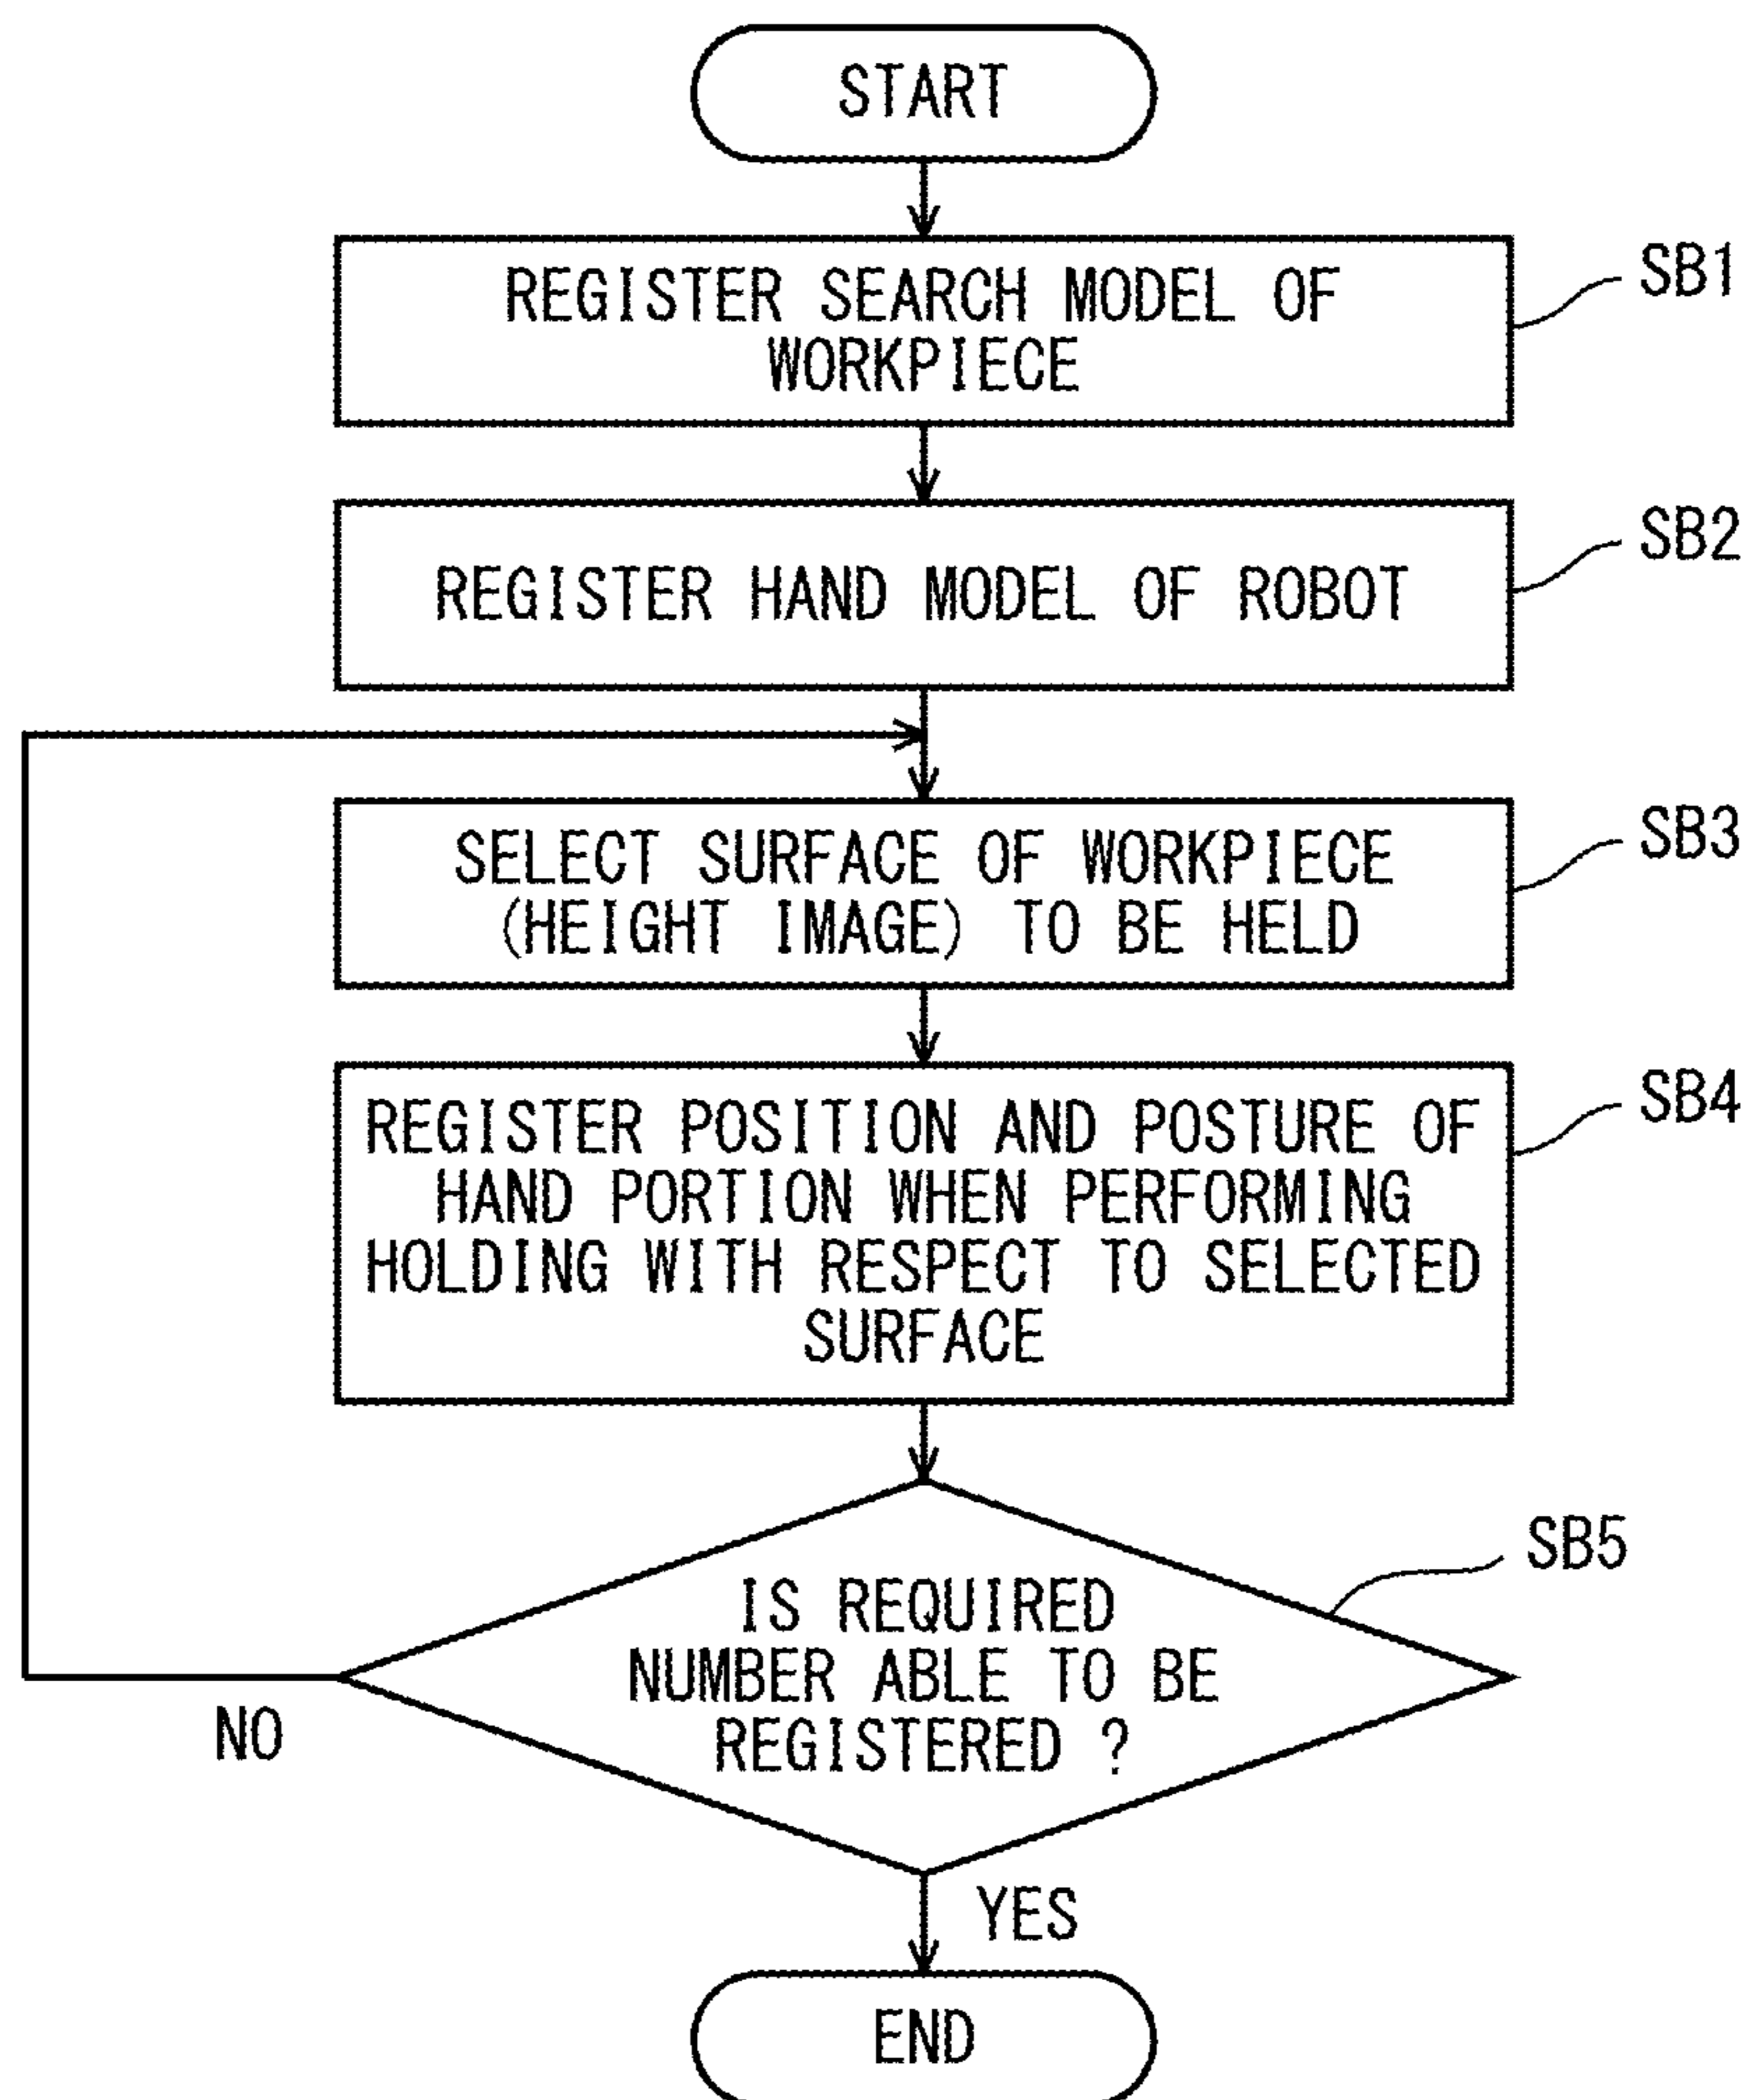 START
REGISTER SEARCH MODEL OF
WORKPIECE
SB1
REGISTER HAND MODEL OF ROBOT
SB2
SELECT SURFACE OF WORKPIECE
(HEIGHT IMAGE) TO BE HELD
SB3
REGISTER POSITION AND POSTURE OF
HAND PORTION WHEN PERFORMING
HOLDING WITH RESPECT TO SELECTED
SURFACE
SB4
IS REQUIRED
NUMBER ABLE TO BE
REGISTERED ?
SB5
NO
YES
END